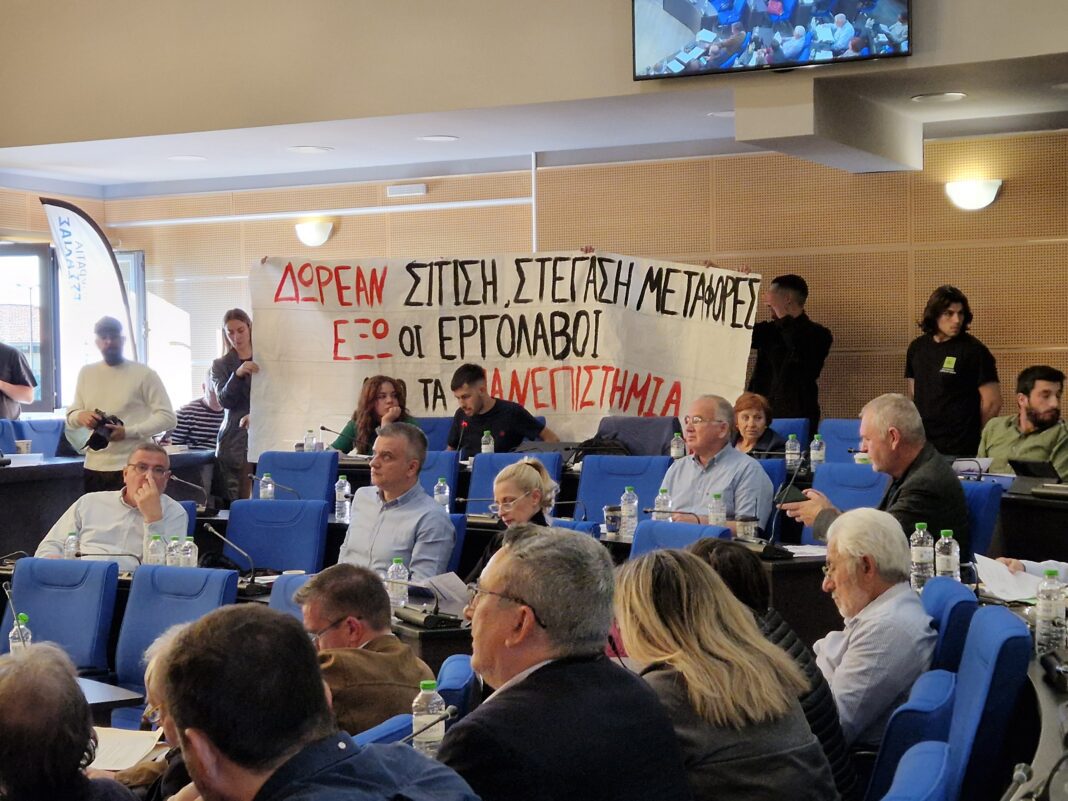 ΔΩΡΕΑΝ ΣΙΤΙΣΗ, ΣΤΕΓΑΣΗ ΜΕΤΑΦΟΡΕΣ
ΕΞΩ ΟΙ ΕΡΓΟΛΑΒΟΙ
ΤΑ ΠΑΝΕΠΙΣΤΗΜΙΑ